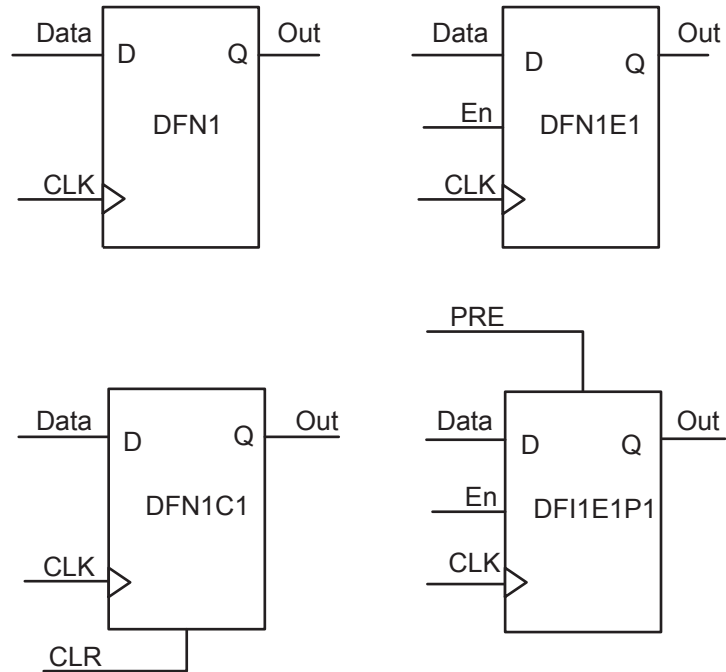 Data
D
Q
Out
DFN1
CLK
Data
D
Q
Out
En
DFN1E1
CLK
Data
D
Q
Out
DFN1C1
CLK
CLR
PRE
Data
D
Q
Out
En
DFI1E1P1
CLK